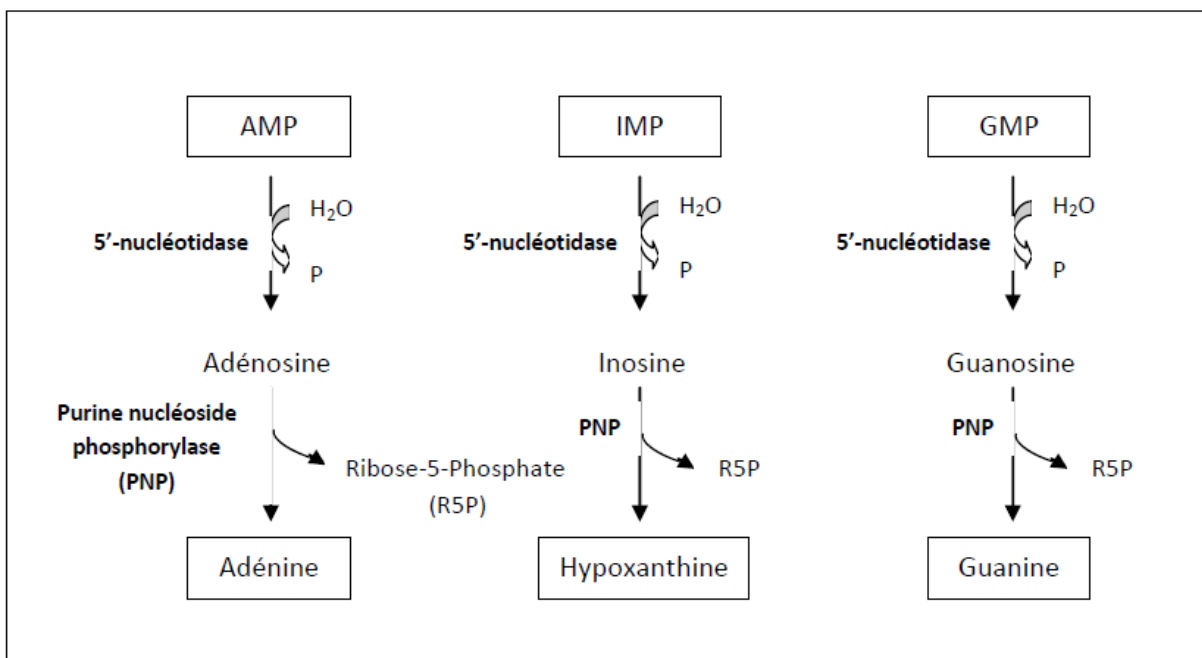 AMP IMP GMP
H₂O H₂O H₂O
5’-nucléotidase 5’-nucléotidase 5’-nucléotidase
P P P
Adénosine Inosine Guanosine
Purine nucléoside
phosphorylase
(PNP)
PNP PNP
Ribose-5-Phosphate
(R5P)
R5P R5P
Adénine Hypoxanthine Guanine